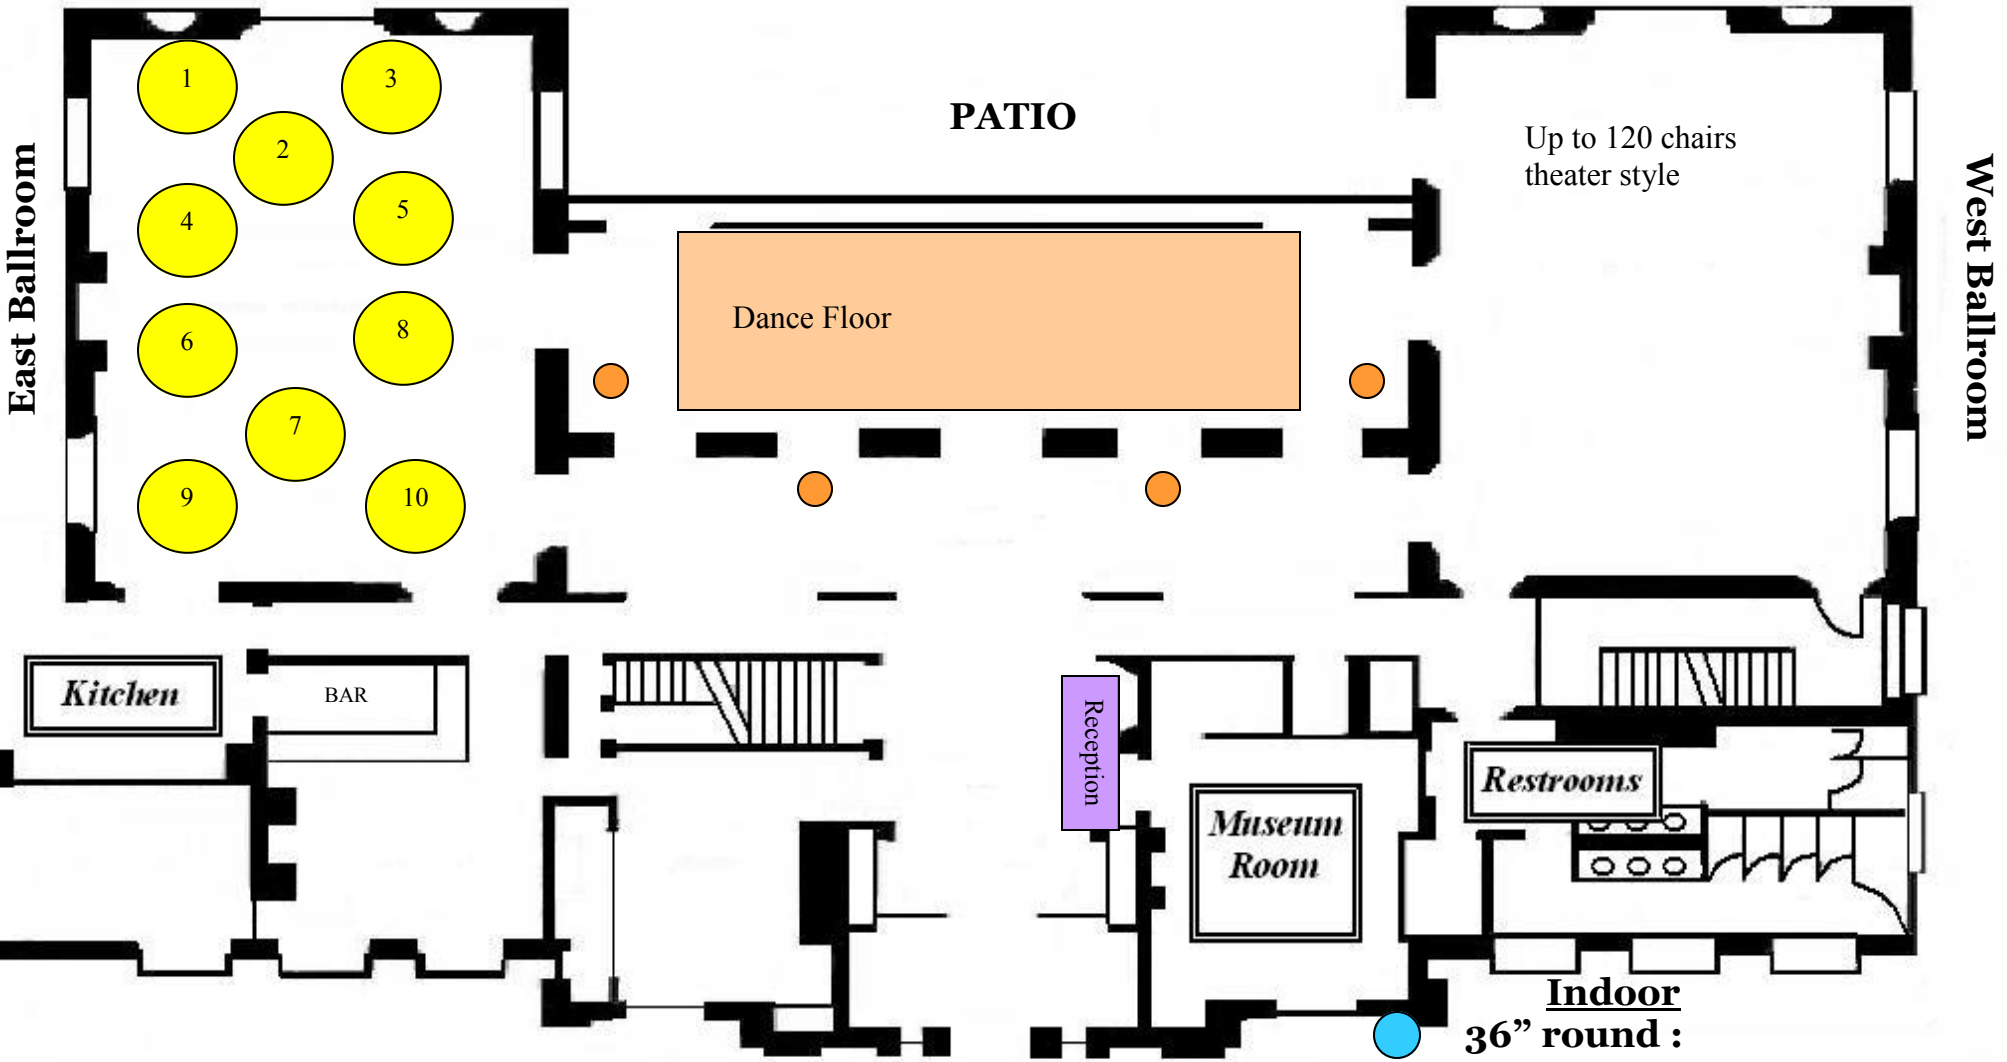 1
3
PATIO
2
Up to 120 chairs
theater style
East Ballroom
West Ballroom
4
5
Dance Floor
6
8
7
9
10
Kitchen
BAR
Reception
Restrooms
Museum
Room
Indoor
36” round :